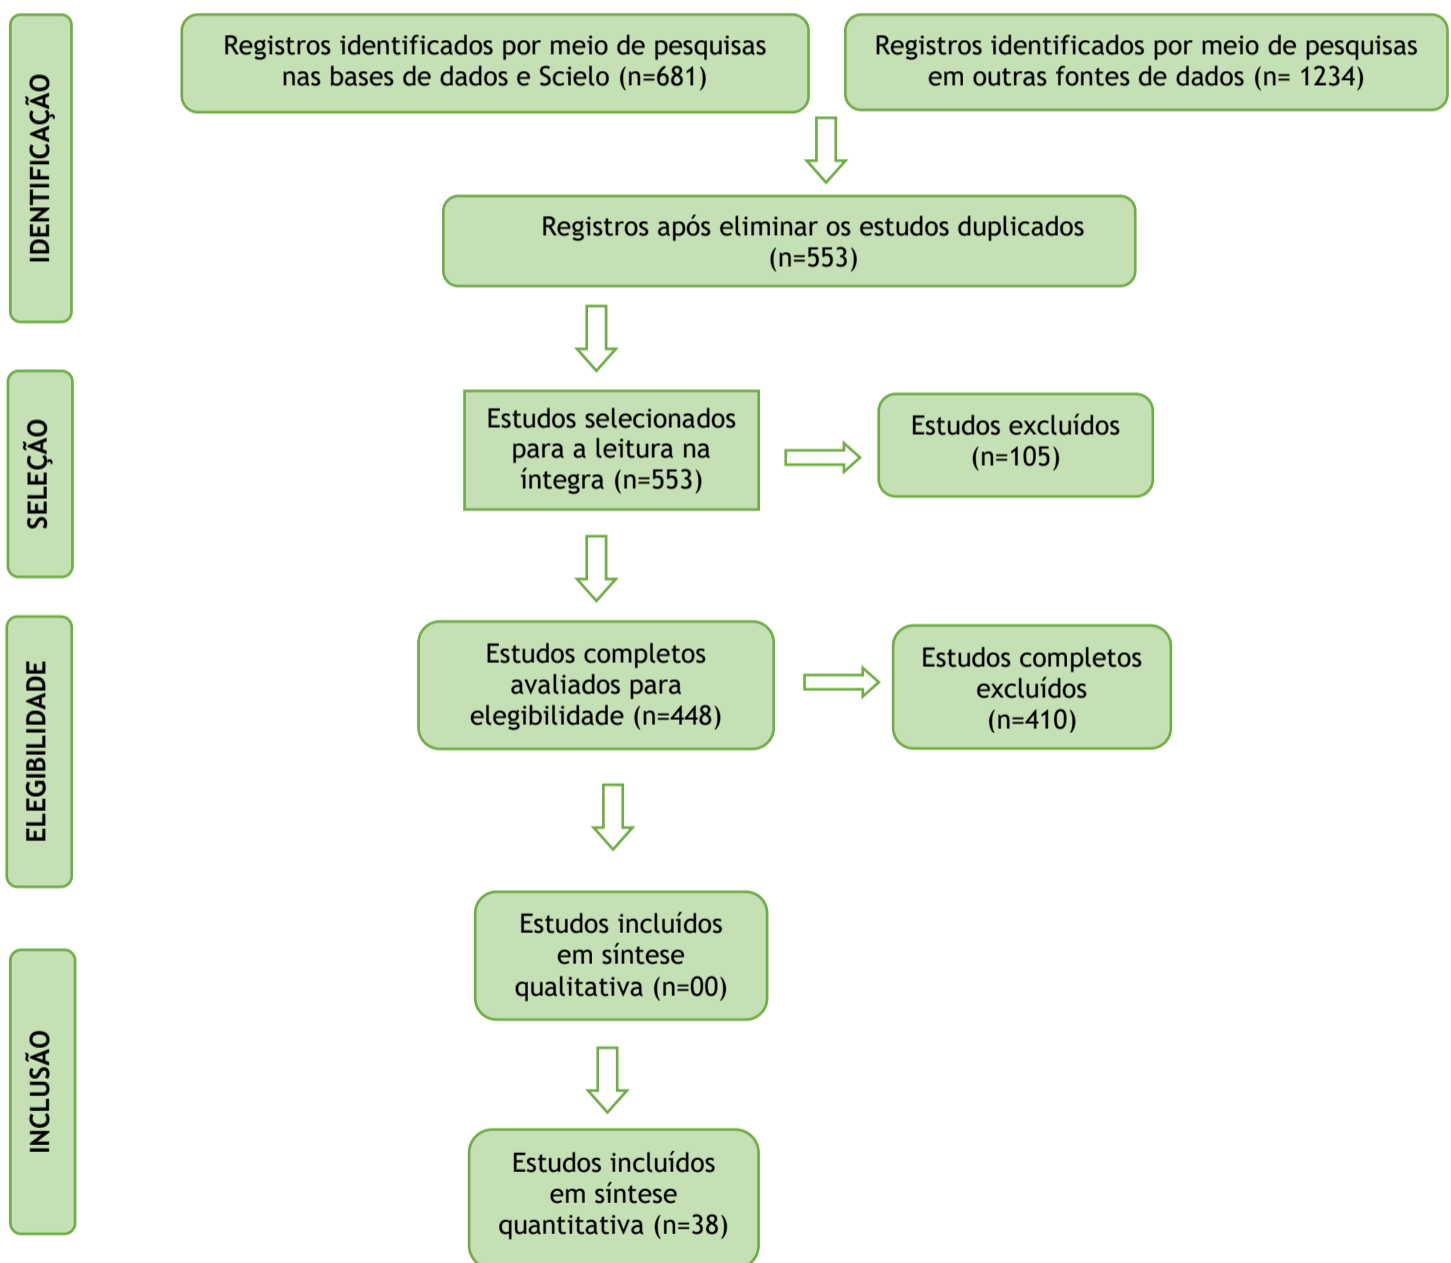 IDENTIFICAÇÃO
Registros identificados por meio de pesquisas
nas bases de dados e Scielo (n=681)
Registros identificados por meio de pesquisas
em outras fontes de dados (n= 1234)
Registros após eliminar os estudos duplicados
(n=553)
SELEÇÃO
Estudos selecionados
para a leitura na
íntegra (n=553)
Estudos excluídos
(n=105)
ELEGIBILIDADE
Estudos completos
avaliados para
elegibilidade (n=448)
Estudos completos
excluídos
(n=410)
INCLUSÃO
Estudos incluídos
em síntese
qualitativa (n=00)
Estudos incluídos
em síntese
quantitativa (n=38)